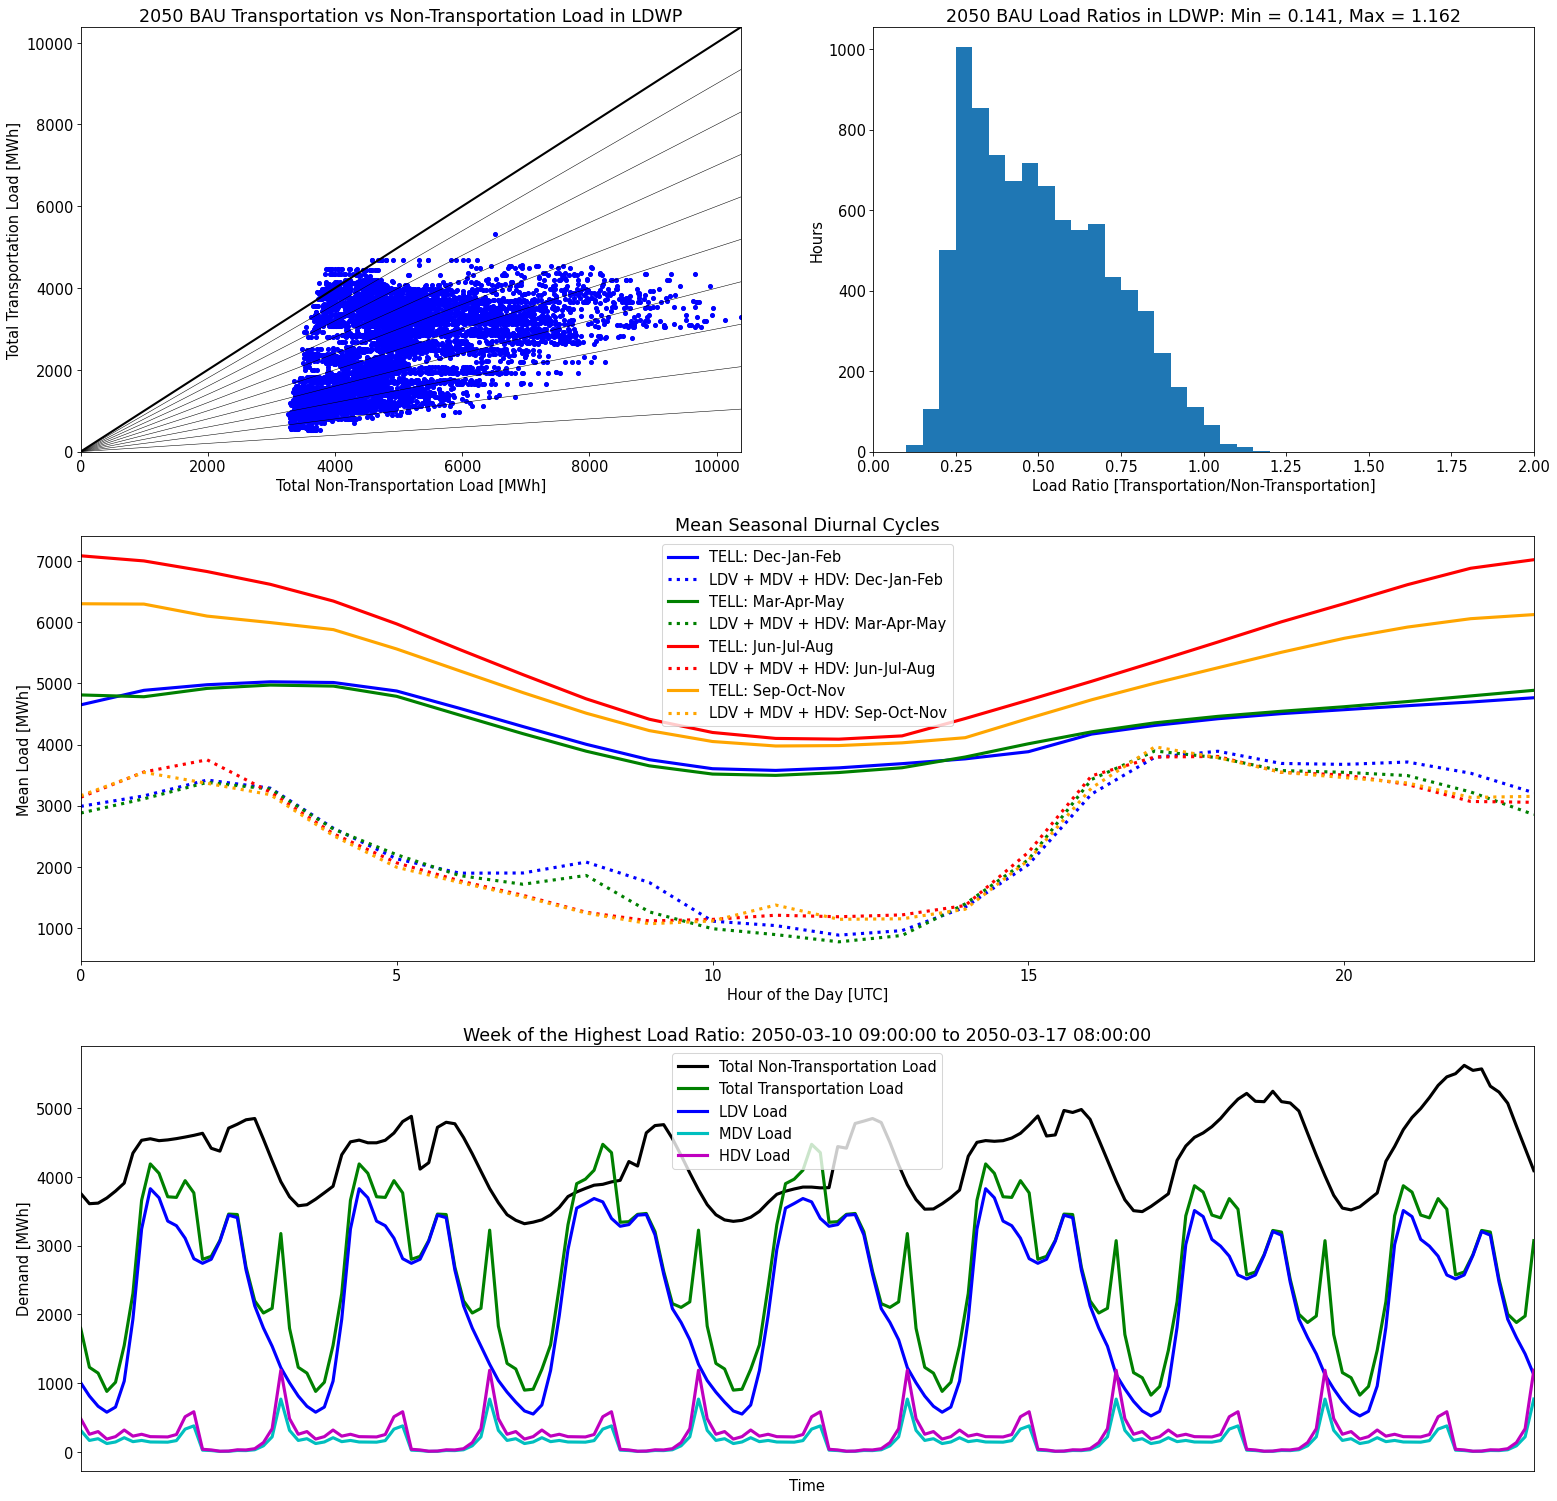 2050 BAU Transportation vs Non-Transportation Load in LDWP
Total Transportation Load [MWh]
10000
8000
6000
4000
2000
0
0 2000 4000 6000 8000 10000
Total Non-Transportation Load [MWh]
2050 BAU Load Ratios in LDWP: Min = 0.141, Max = 1.162
Hours
1000
800
600
400
200
0
0.00 0.25 0.50 0.75 1.00 1.25 1.50 1.75 2.00
Load Ratio [Transportation/Non-Transportation]
Mean Seasonal Diurnal Cycles
Mean Load [MWh]
7000
6000
5000
4000
3000
2000
1000
TELL: Dec-Jan-Feb
LDV + MDV + HDV: Dec-Jan-Feb
TELL: Mar-Apr-May
LDV + MDV + HDV: Mar-Apr-May
TELL: Jun-Jul-Aug
LDV + MDV + HDV: Jun-Jul-Aug
TELL: Sep-Oct-Nov
LDV + MDV + HDV: Sep-Oct-Nov
0 5 10 15 20
Hour of the Day [UTC]
Week of the Highest Load Ratio: 2050-03-10 09:00:00 to 2050-03-17 08:00:00
Demand [MWh]
5000
4000
3000
2000
1000
0
Total Non-Transportation Load
Total Transportation Load
LDV Load
MDV Load
HDV Load
Time